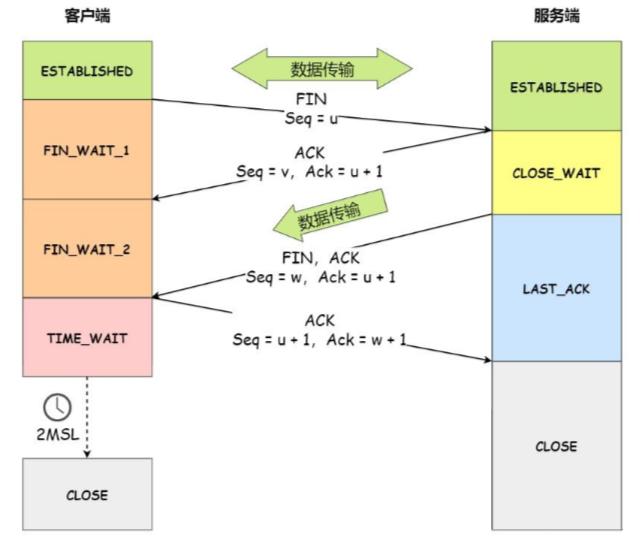 客户端
服务端
ESTABLISHED
数据传输
ESTABLISHED
FIN
Seq = u
FIN_WAIT_1
ACK
Seq = v, Ack = u + 1
CLOSE_WAIT
数据传输
FIN_WAIT_2
FIN, ACK
Seq = w, Ack = u + 1
LAST_ACK
TIME_WAIT
ACK
Seq = u + 1, Ack = w + 1
2MSL
CLOSE
CLOSE